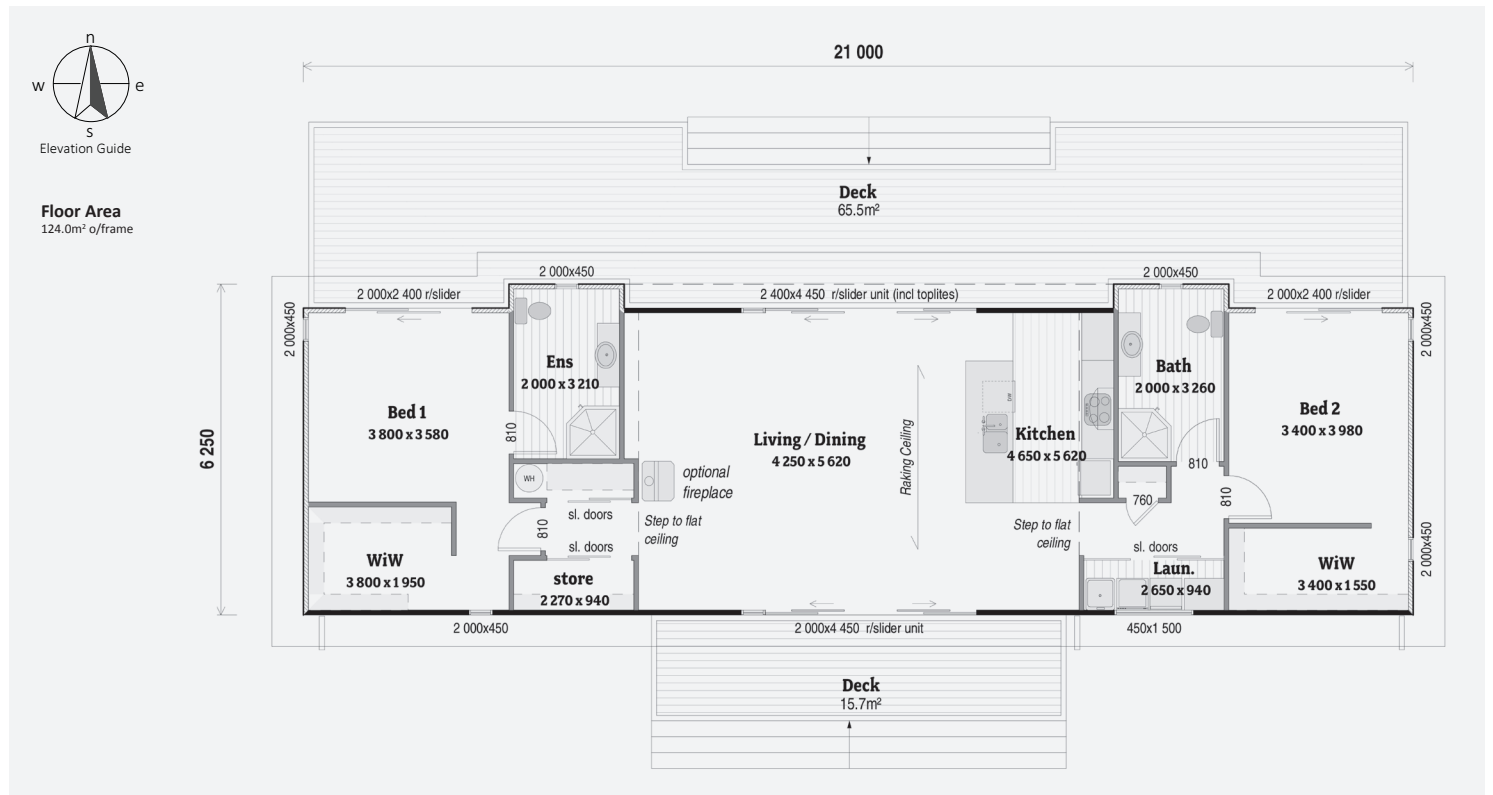 n
w
e
s
Elevation Guide
Floor Area
124.0m² o/frame
21 000
Deck
65.5m²
2 000x450
2 000x450
2 000x2 400 r/slider
2 400x4 450 r/slider unit (incl toplites)
2 000x2 400 r/slider
2 000x450
2 000x450
6 250
Ens
2 000 x 3 210
Bath
2 000 x 3 260
Bed 1
3 800 x 3 580
Bed 2
3 400 x 3 980
Living / Dining
4 250 x 5 620
Raking Ceiling
DW
Kitchen
4 650 x 5 620
810
810
810
WH
optional
fireplace
760
sl. doors
810
Step to flat
ceiling
Step to flat
ceiling
sl. doors
sl. doors
2 000x450
WiW
3 800 x 1 950
store
2 270 x 940
Laun.
2 650 x 940
WiW
3 400 x 1 550
2 000x450
2 000x4 450 r/slider unit
450x1 500
Deck
15.7m²